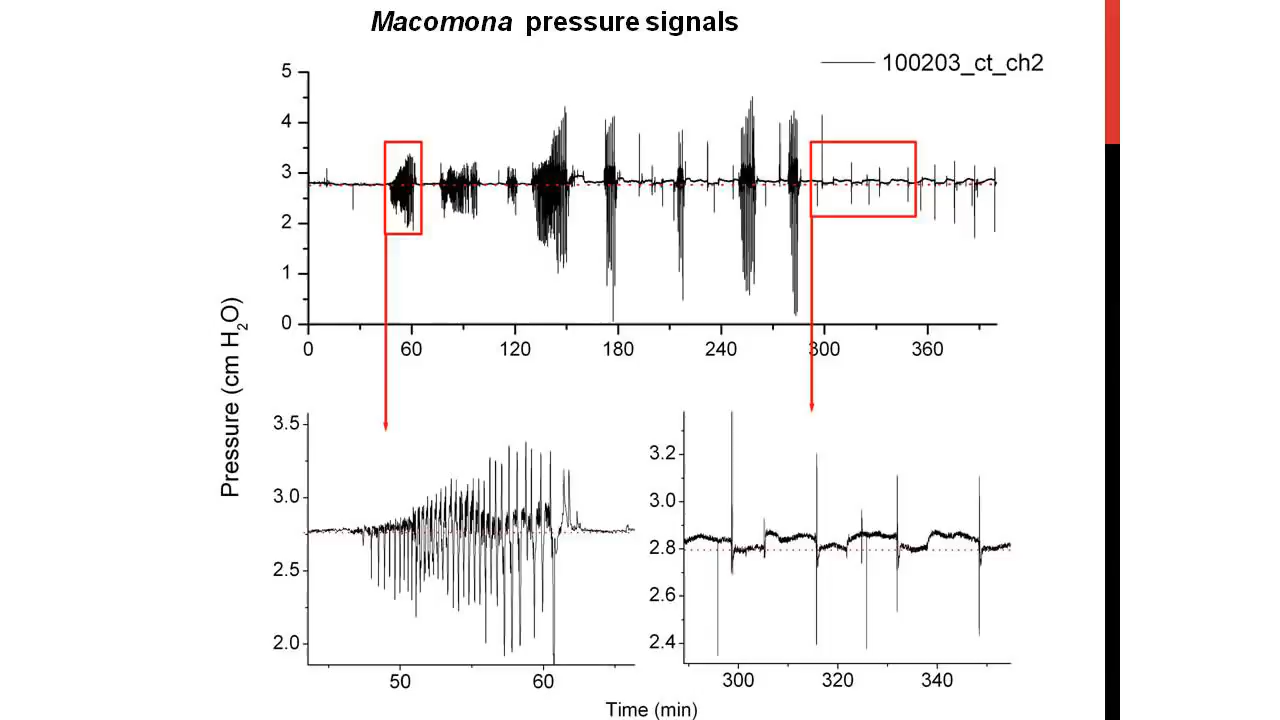 Macomona pressure signals
100203_ct_ch2
5
4
3
2
1
0
0 60 120 180 240 300 360
Pressure (cm H₂O)
3.5
3.0
2.5
2.0
50 60
3.2
3.0
2.8
2.6
2.4
300 320 340
Time (min)